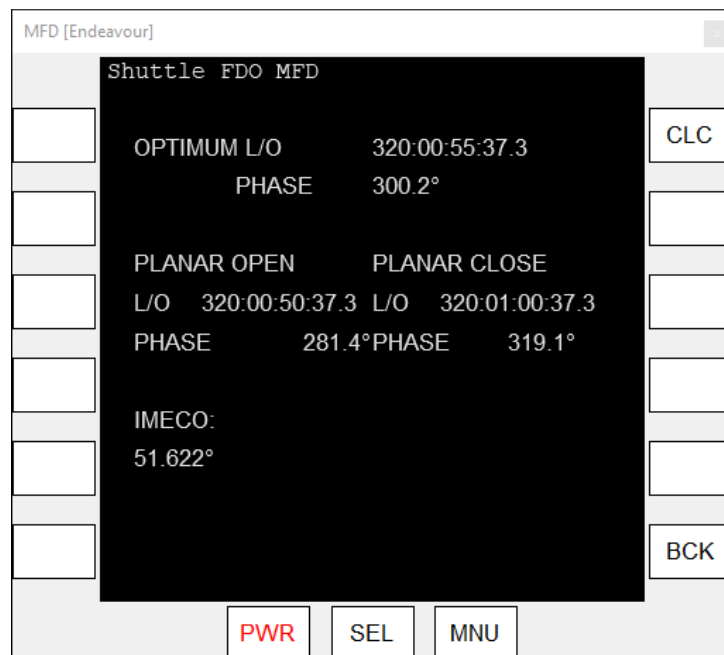 MFD [Endeavour]
x
Shuttle FDO MFD
CLC
OPTIMUM L/O 320:00:55:37.3
PHASE 300.2°
PLANAR OPEN PLANAR CLOSE
L/O 320:00:50:37.3 L/O 320:01:00:37.3
PHASE 281.4° PHASE 319.1°
IMECO:
51.622°
BCK
PWR SEL MNU